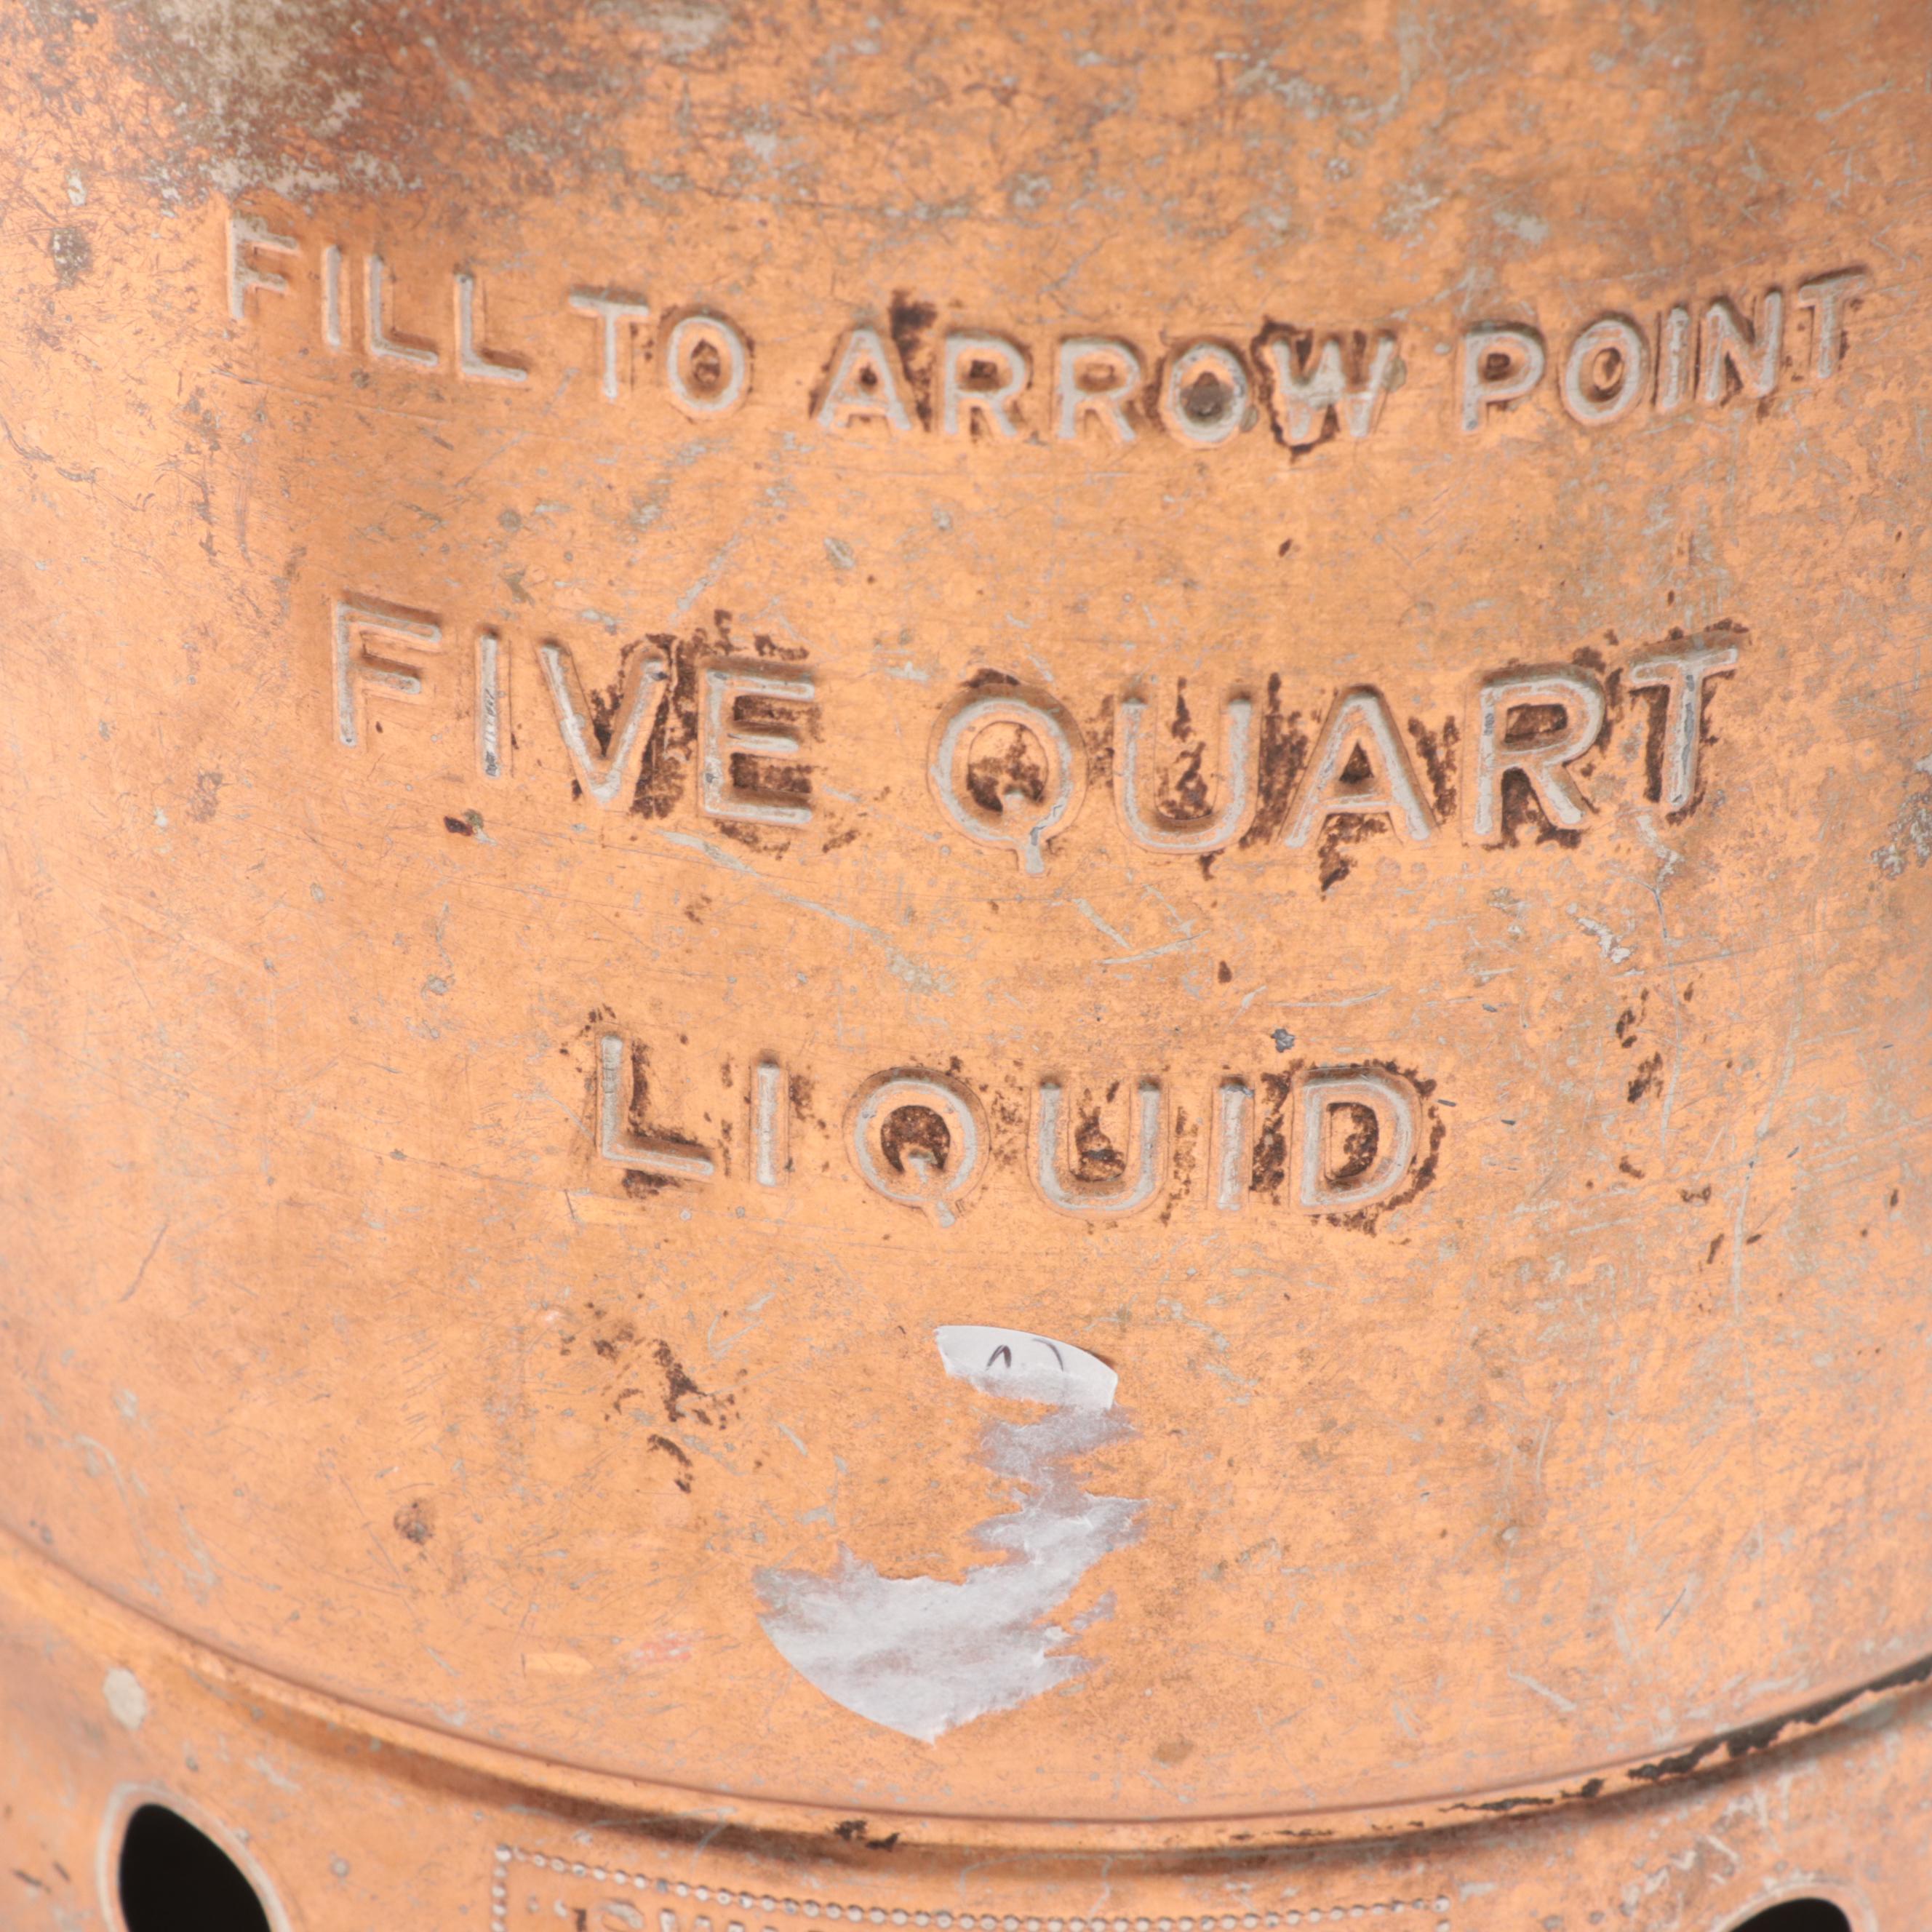 FILL TO ARROW POINT
FIVE QUART
LIQUID